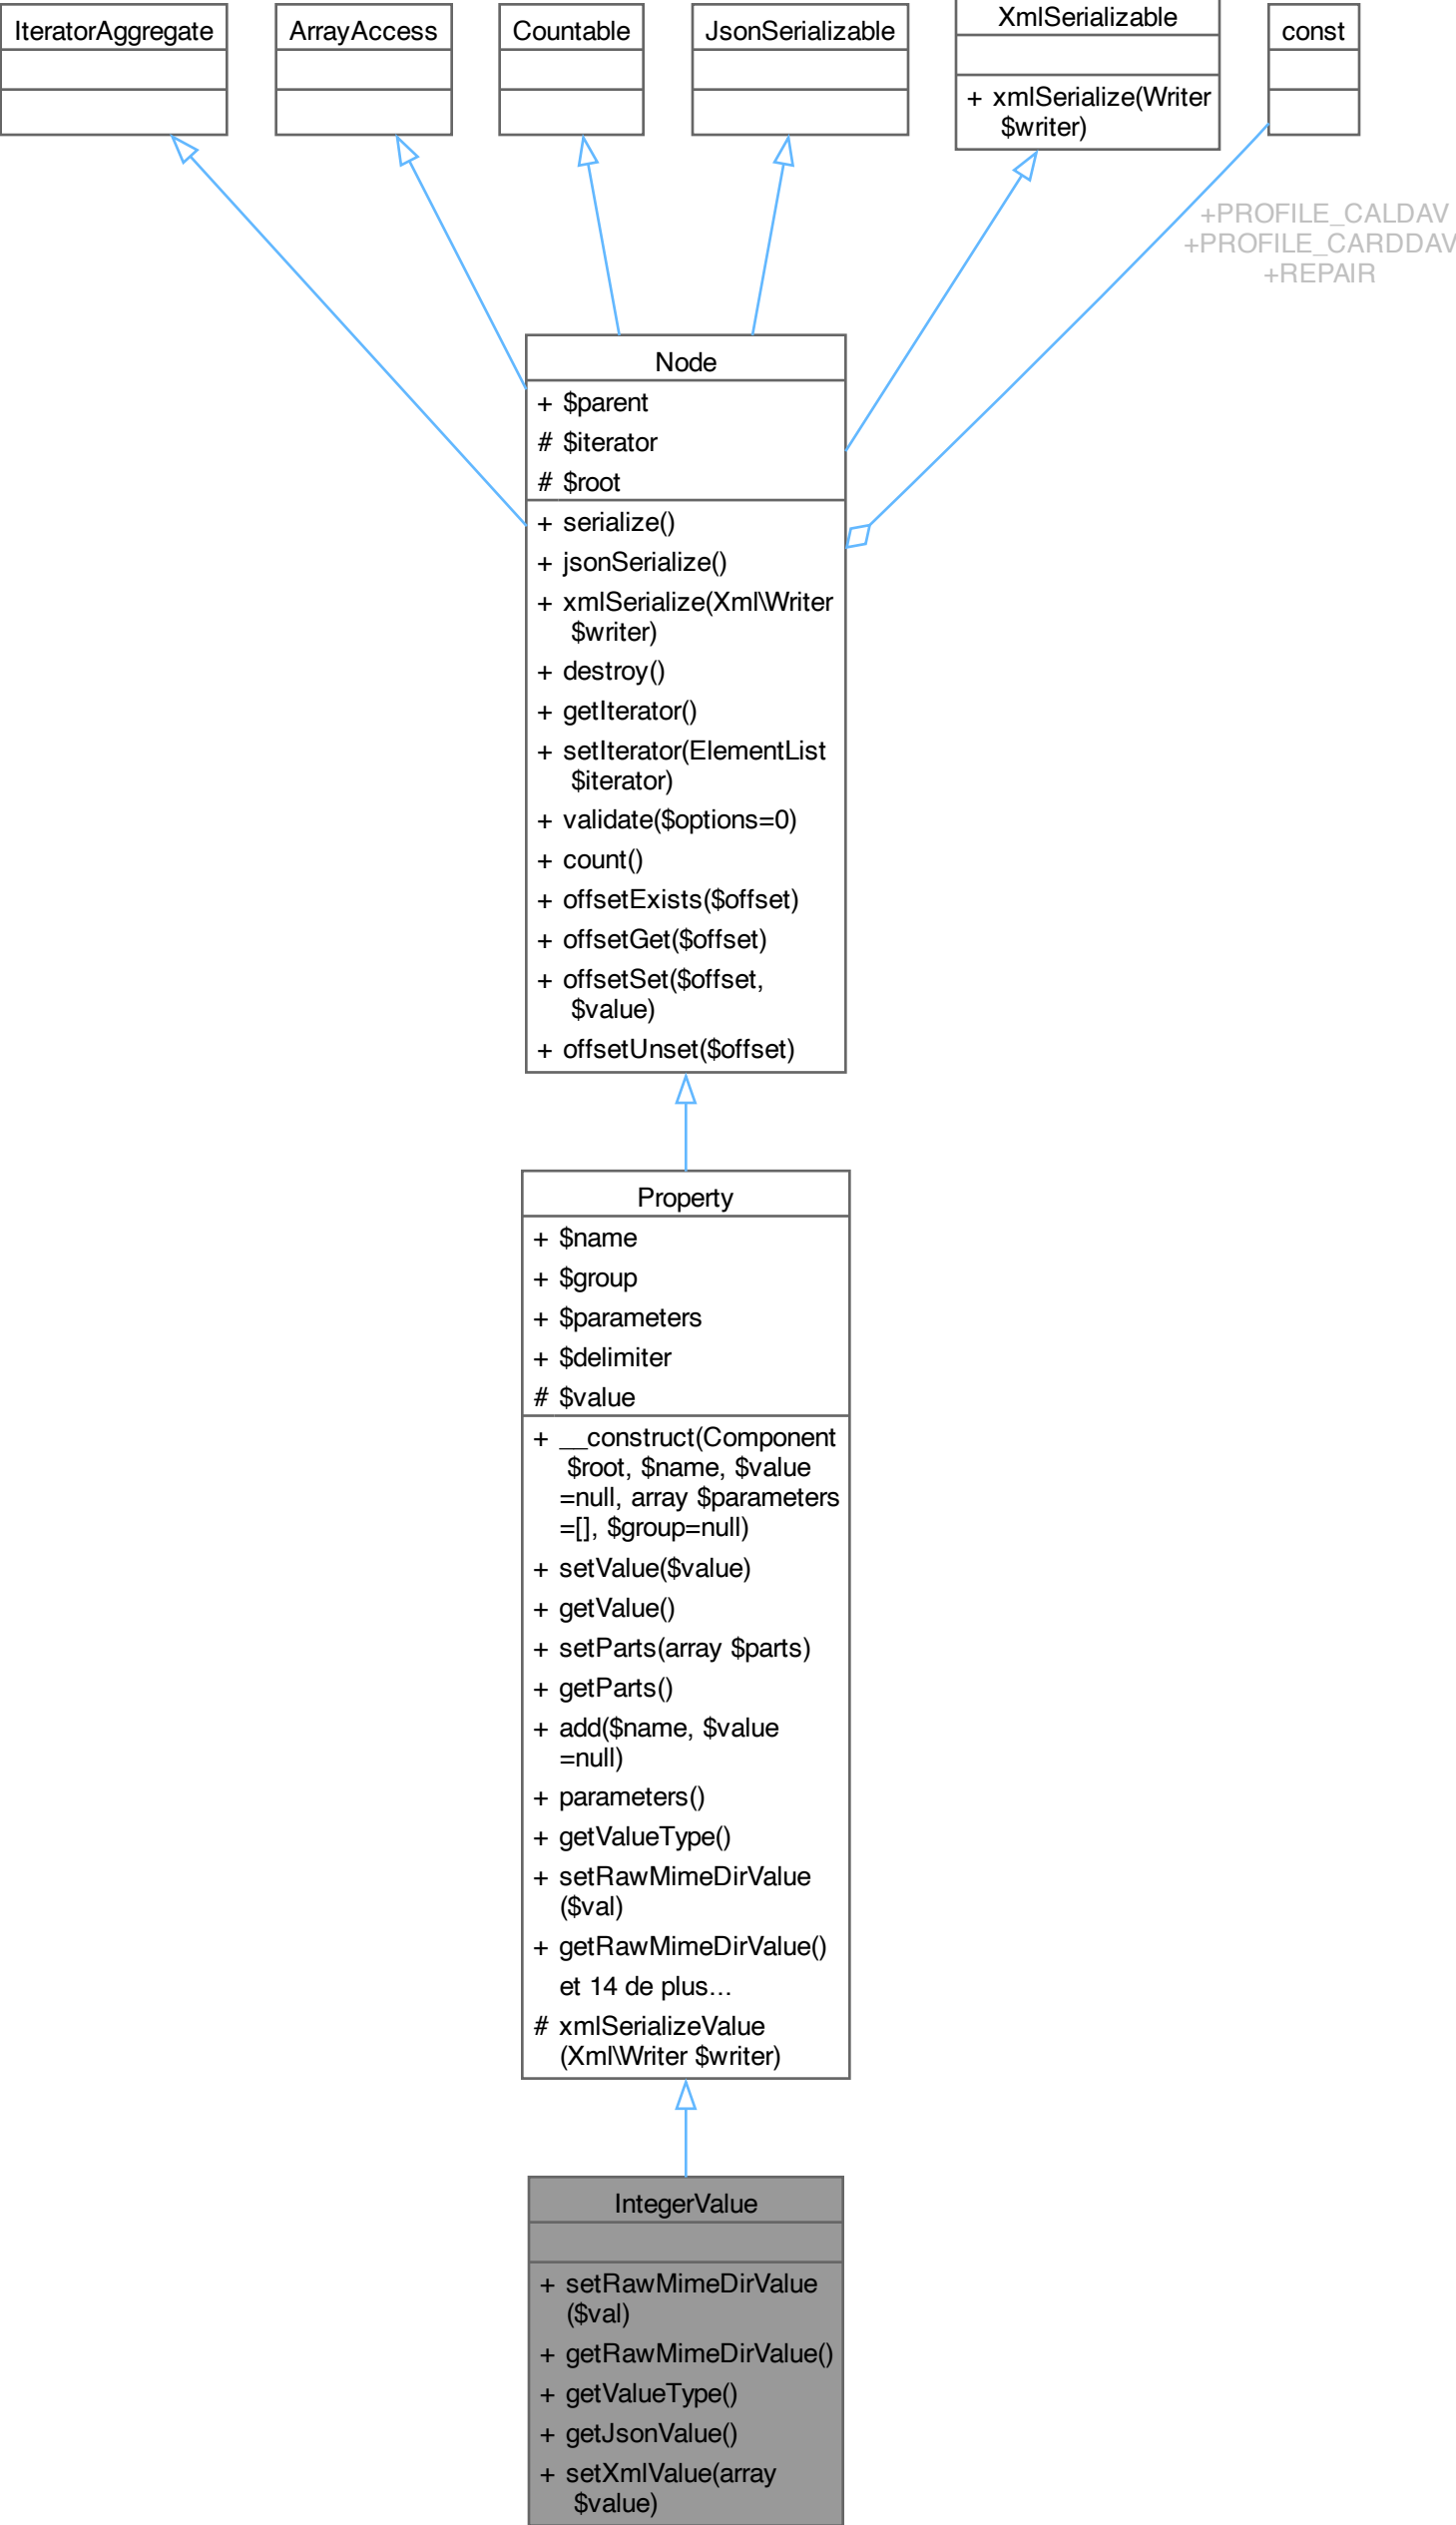 IteratorAggregate
ArrayAccess
Countable
JsonSerializable
XmlSerializable
+ xmlSerialize(Writer
$writer)
const
+PROFILE_CALDAV
+PROFILE_CARDDAV
+REPAIR
Node
+ $parent
# $iterator
# $root
+ serialize()
+ jsonSerialize()
+ xmlSerialize(Xml\Writer
$writer)
+ destroy()
+ getIterator()
+ setIterator(ElementList
$iterator)
+ validate($options=0)
+ count()
+ offsetExists($offset)
+ offsetGet($offset)
+ offsetSet($offset,
$value)
+ offsetUnset($offset)
Property
+ $name
+ $group
+ $parameters
+ $delimiter
# $value
+ __construct(Component
$root, $name, $value
=null, array $parameters
=[], $group=null)
+ setValue($value)
+ getValue()
+ setParts(array $parts)
+ getParts()
+ add($name, $value
=null)
+ parameters()
+ getValueType()
+ setRawMimeDirValue
($val)
+ getRawMimeDirValue()
et 14 de plus...
# xmlSerializeValue
(Xml\Writer $writer)
IntegerValue
+ setRawMimeDirValue
($val)
+ getRawMimeDirValue()
+ getValueType()
+ getJsonValue()
+ setXmlValue(array
$value)